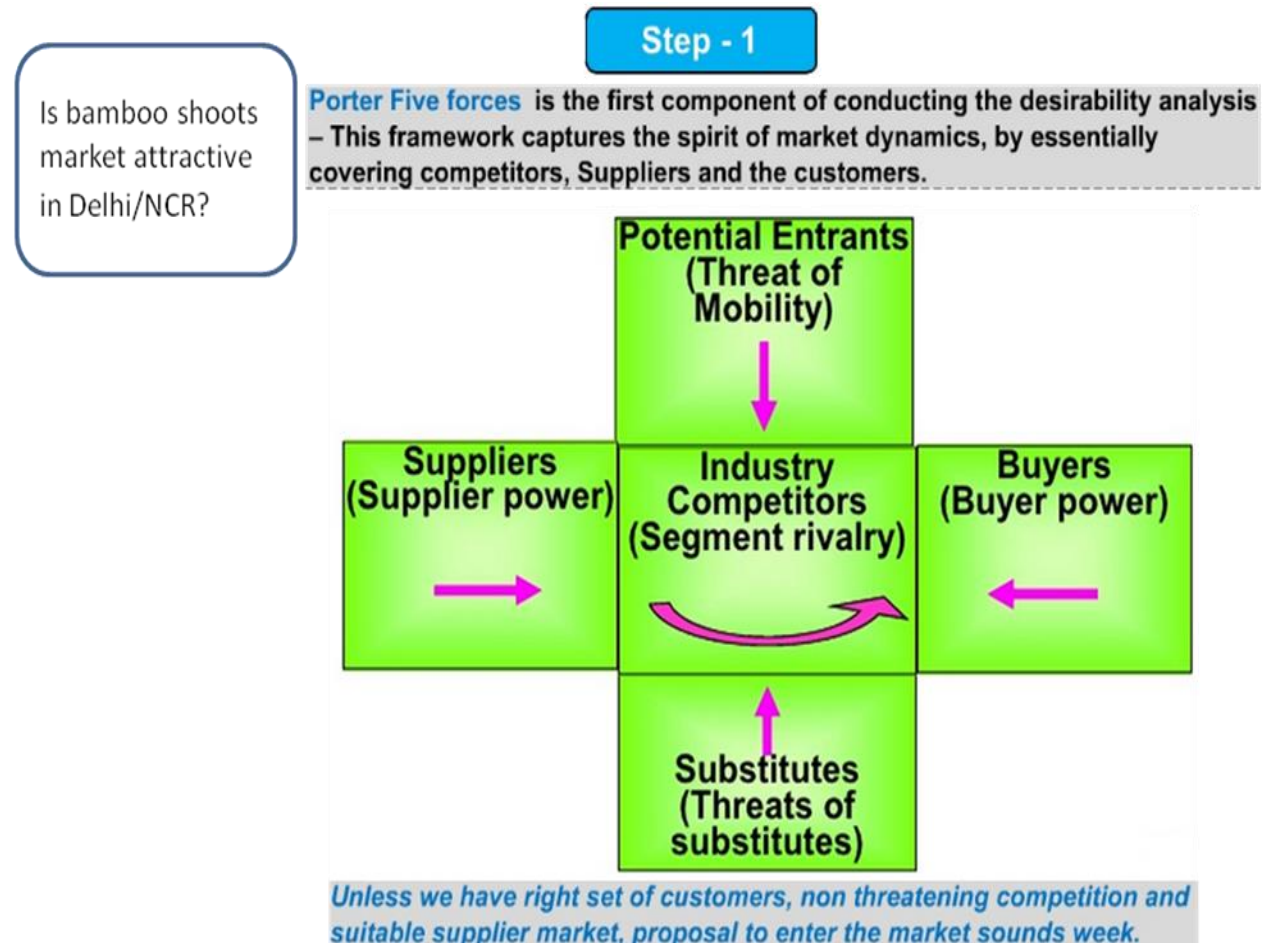 Step - 1
Is bamboo shoots
market attractive
in Delhi/NCR?
Porter Five forces is the first component of conducting the desirability analysis
– This framework captures the spirit of market dynamics, by essentially
covering competitors, Suppliers and the customers.
Potential Entrants
(Threat of
Mobility)
Suppliers
(Supplier power)
Industry
Competitors
(Segment rivalry)
Buyers
(Buyer power)
Substitutes
(Threats of
substitutes)
Unless we have right set of customers, non threatening competition and
suitable supplier market, proposal to enter the market sounds week.